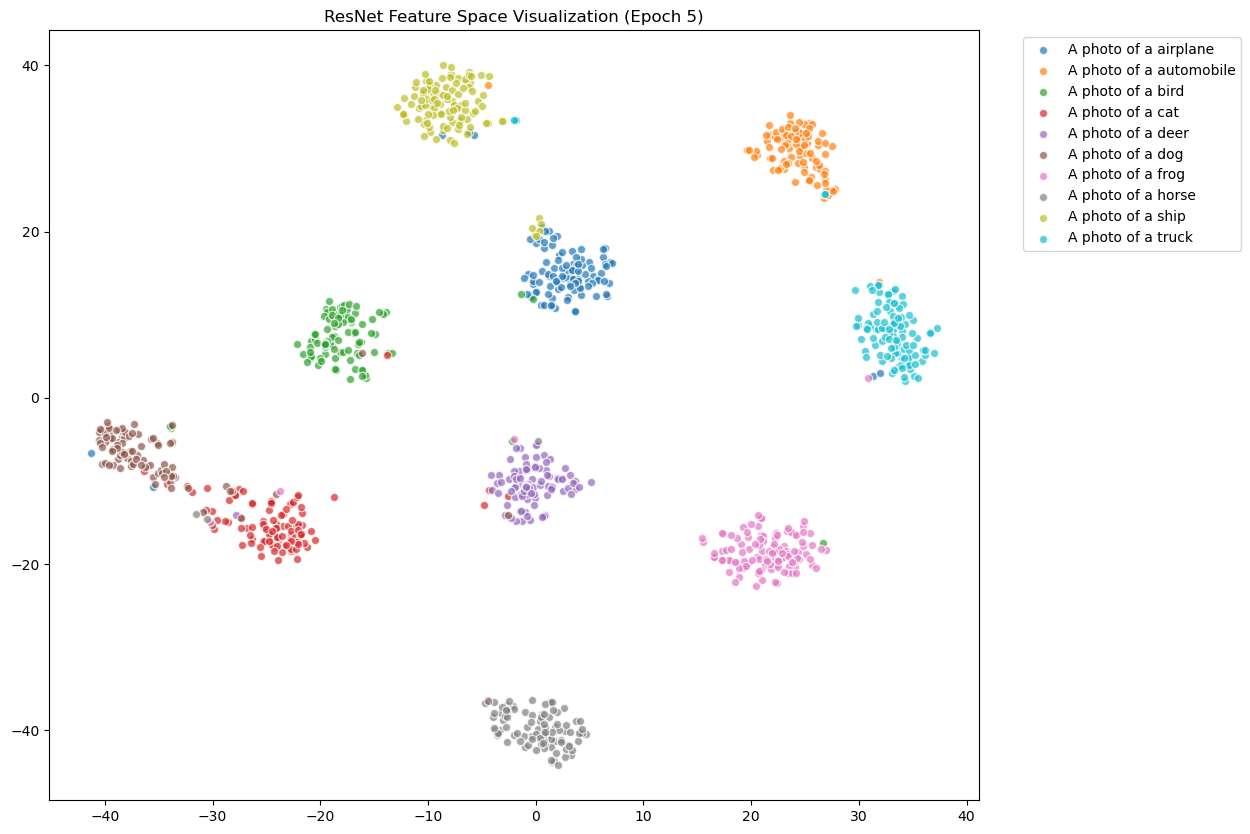 ResNet Feature Space Visualization (Epoch 5)
A photo of a airplane
A photo of a automobile
A photo of a bird
A photo of a cat
A photo of a deer
A photo of a dog
A photo of a frog
A photo of a horse
A photo of a ship
A photo of a truck
40
20
0
−20
−40
−40 −30 −20 −10 0 10 20 30 40